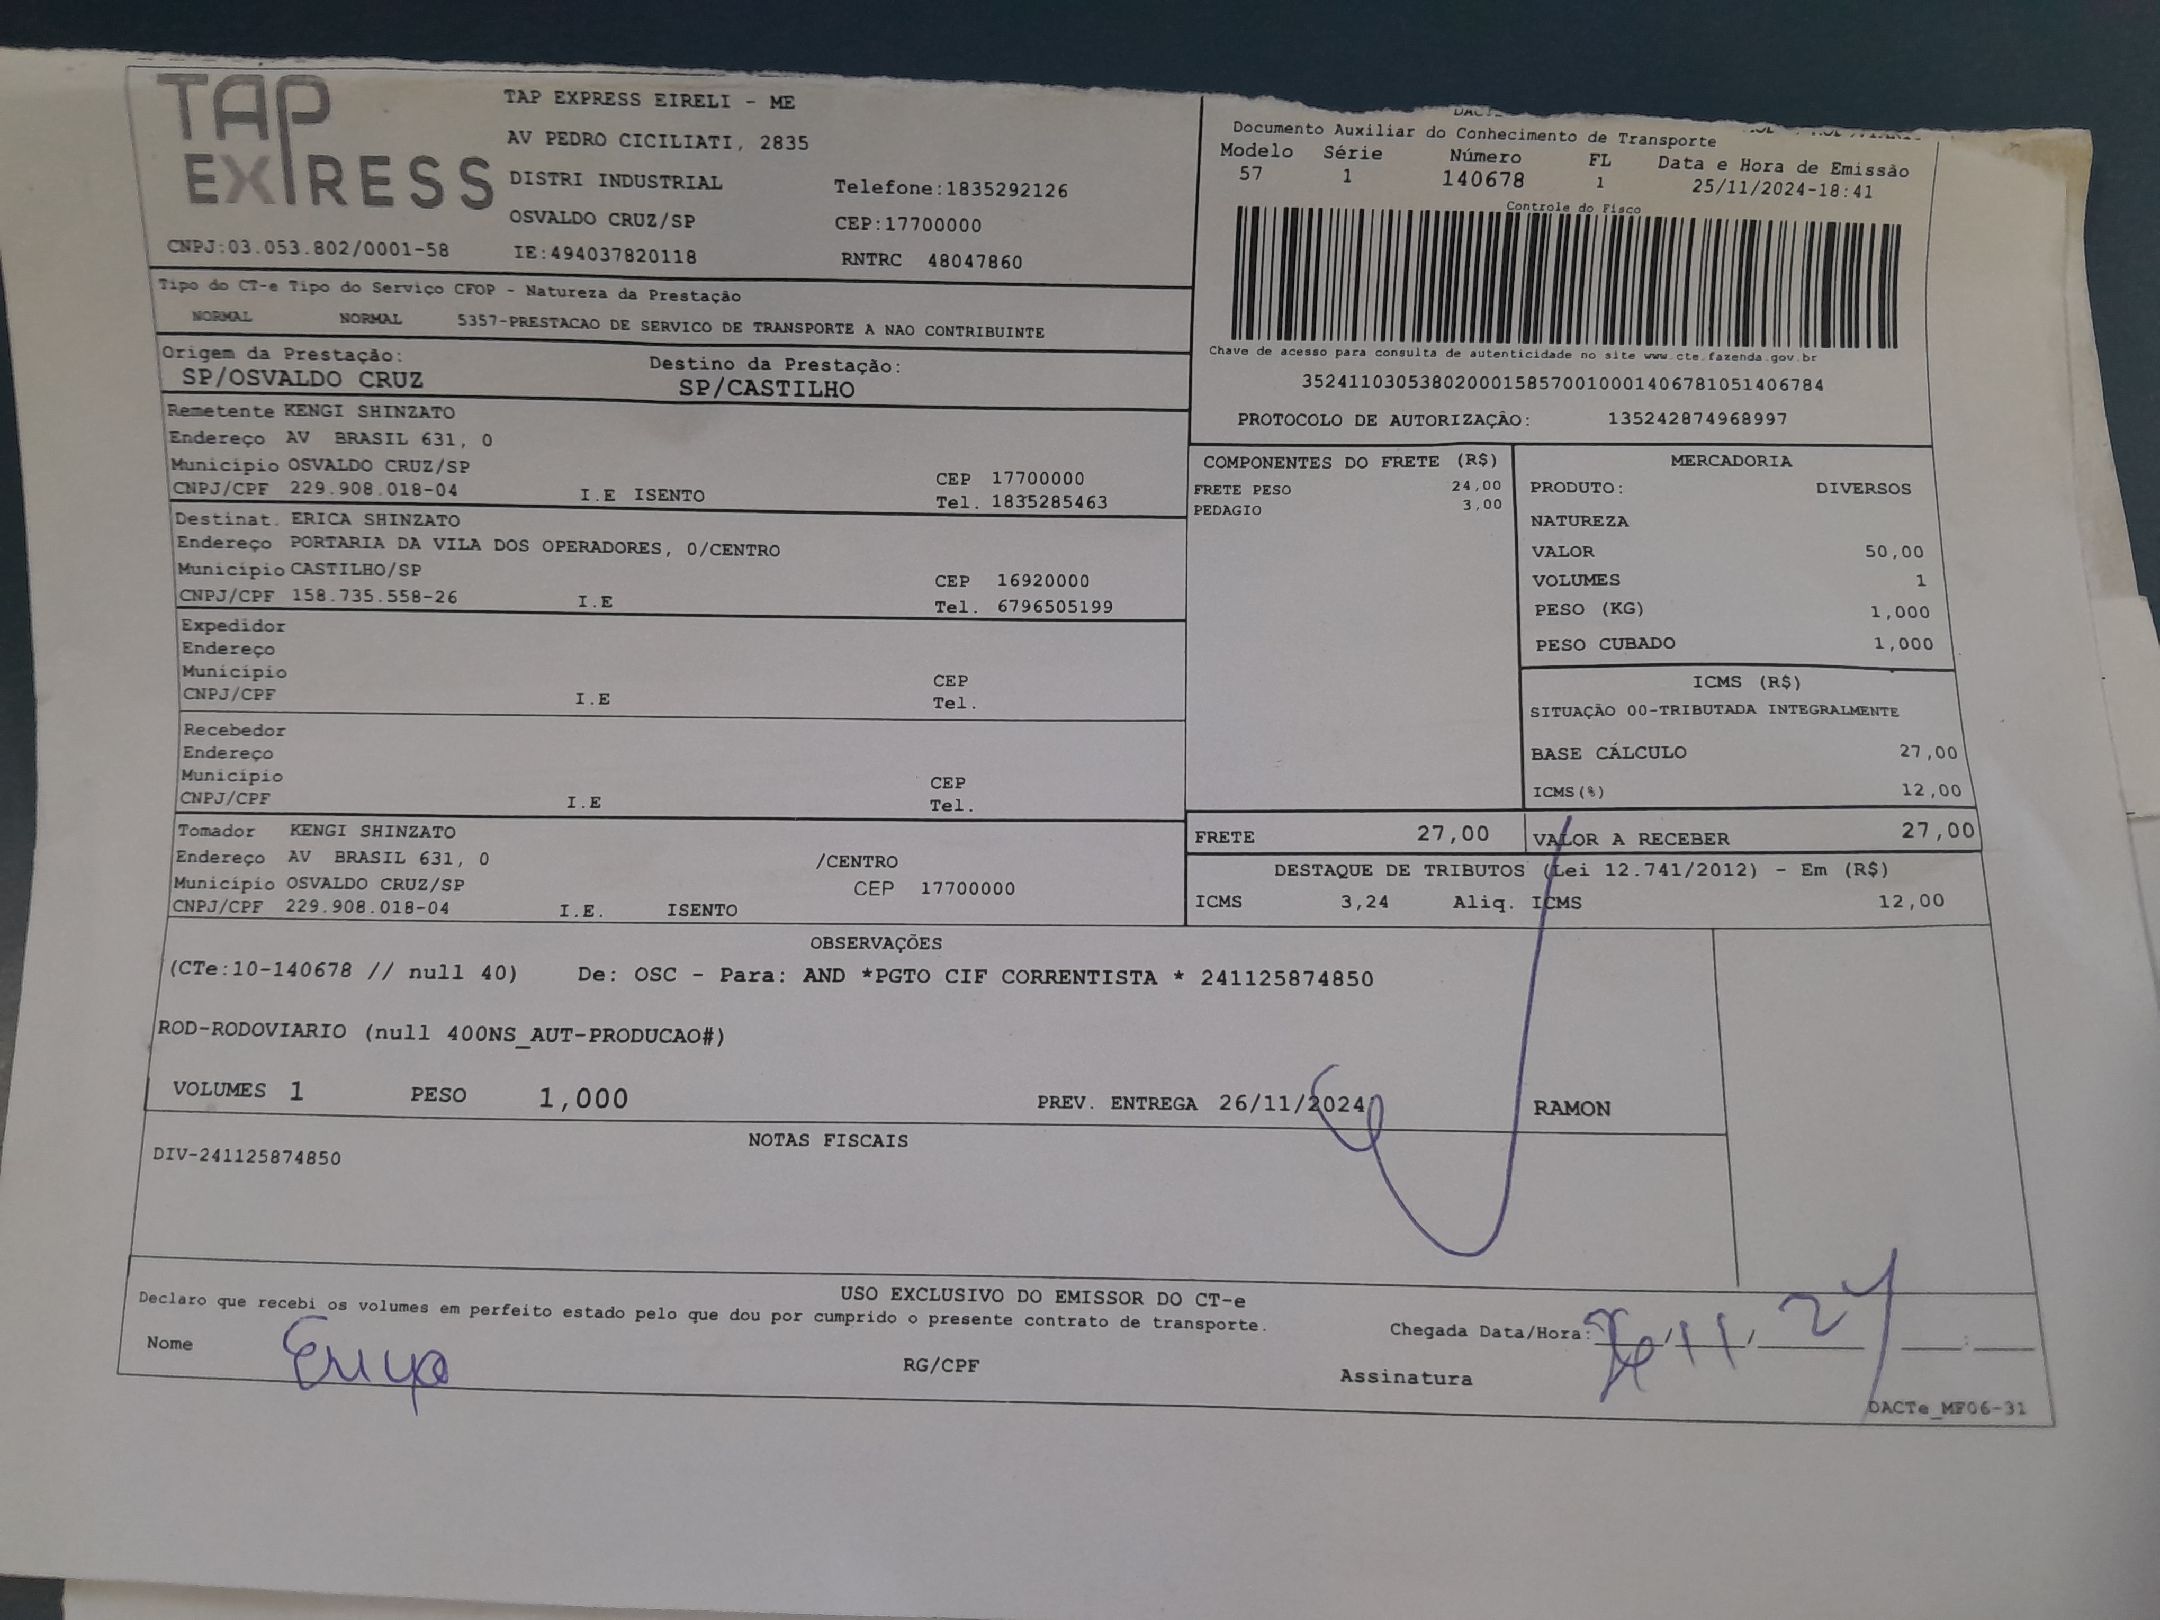 TAP EXPRESS
TAP EXPRESS EIRELI - ME
AV PEDRO CICILIATI, 2835
DISTRI INDUSTRIAL Telefone:1835292126
OSVALDO CRUZ/SP CEP:17700000
CNPJ:03.053.802/0001-58 IE:494037820118 RNTRC 48047860
Documento Auxiliar do Conhecimento de Transporte
Modelo Série Número FL Data e Hora de Emissão
57 1 140678 1 25/11/2024-18:41
Controle do Fisco
Chave de acesso para consulta de autenticidade no site www.cte.fazenda.gov.br
35241103053802000158570010001406781051406784
PROTOCOLO DE AUTORIZAÇÃO: 135242874968997
Tipo do CT-e Tipo do Serviço CFOP - Natureza da Prestação
NORMAL NORMAL 5357-PRESTACAO DE SERVICO DE TRANSPORTE A NAO CONTRIBUINTE
Origem da Prestação: Destino da Prestação:
SP/OSVALDO CRUZ SP/CASTILHO
Remetente KENGI SHINZATO
Endereço AV BRASIL 631, 0
Município OSVALDO CRUZ/SP CEP 17700000
CNPJ/CPF 229.908.018-04 I.E ISENTO Tel. 1835285463
Destinat. ERICA SHINZATO
Endereço PORTARIA DA VILA DOS OPERADORES, 0/CENTRO
Município CASTILHO/SP CEP 16920000
CNPJ/CPF 158.735.558-26 I.E Tel. 6796505199
Expedidor
Endereço
Município CEP
CNPJ/CPF I.E Tel.
Recebedor
Endereço
Município CEP
CNPJ/CPF I.E Tel.
Tomador KENGI SHINZATO
Endereço AV BRASIL 631, 0 /CENTRO
Município OSVALDO CRUZ/SP CEP 17700000
CNPJ/CPF 229.908.018-04 I.E. ISENTO
COMPONENTES DO FRETE (R$)
FRETE PESO 24,00
PEDAGIO 3,00
MERCADORIA
PRODUTO: DIVERSOS
NATUREZA
VALOR 50,00
VOLUMES 1
PESO (KG) 1,000
PESO CUBADO 1,000
ICMS (R$)
SITUAÇÃO 00-TRIBUTADA INTEGRALMENTE
BASE CÁLCULO 27,00
ICMS(%) 12,00
FRETE 27,00 VALOR A RECEBER 27,00
DESTAQUE DE TRIBUTOS (Lei 12.741/2012) - Em (R$)
ICMS 3,24 Aliq. ICMS 12,00
OBSERVAÇÕES
(CTe:10-140678 // null 40) De: OSC - Para: AND *PGTO CIF CORRENTISTA * 241125874850
ROD-RODOVIARIO (null 400NS_AUT-PRODUCAO#)
VOLUMES 1 PESO 1,000 PREV. ENTREGA 26/11/2024 RAMON
NOTAS FISCAIS
DIV-241125874850
USO EXCLUSIVO DO EMISSOR DO CT-e
Declaro que recebi os volumes em perfeito estado pelo que dou por cumprido o presente contrato de transporte.
Nome RG/CPF Chegada Data/Hora: / 11 / 24 :
Assinatura
DACTe_MF06-31